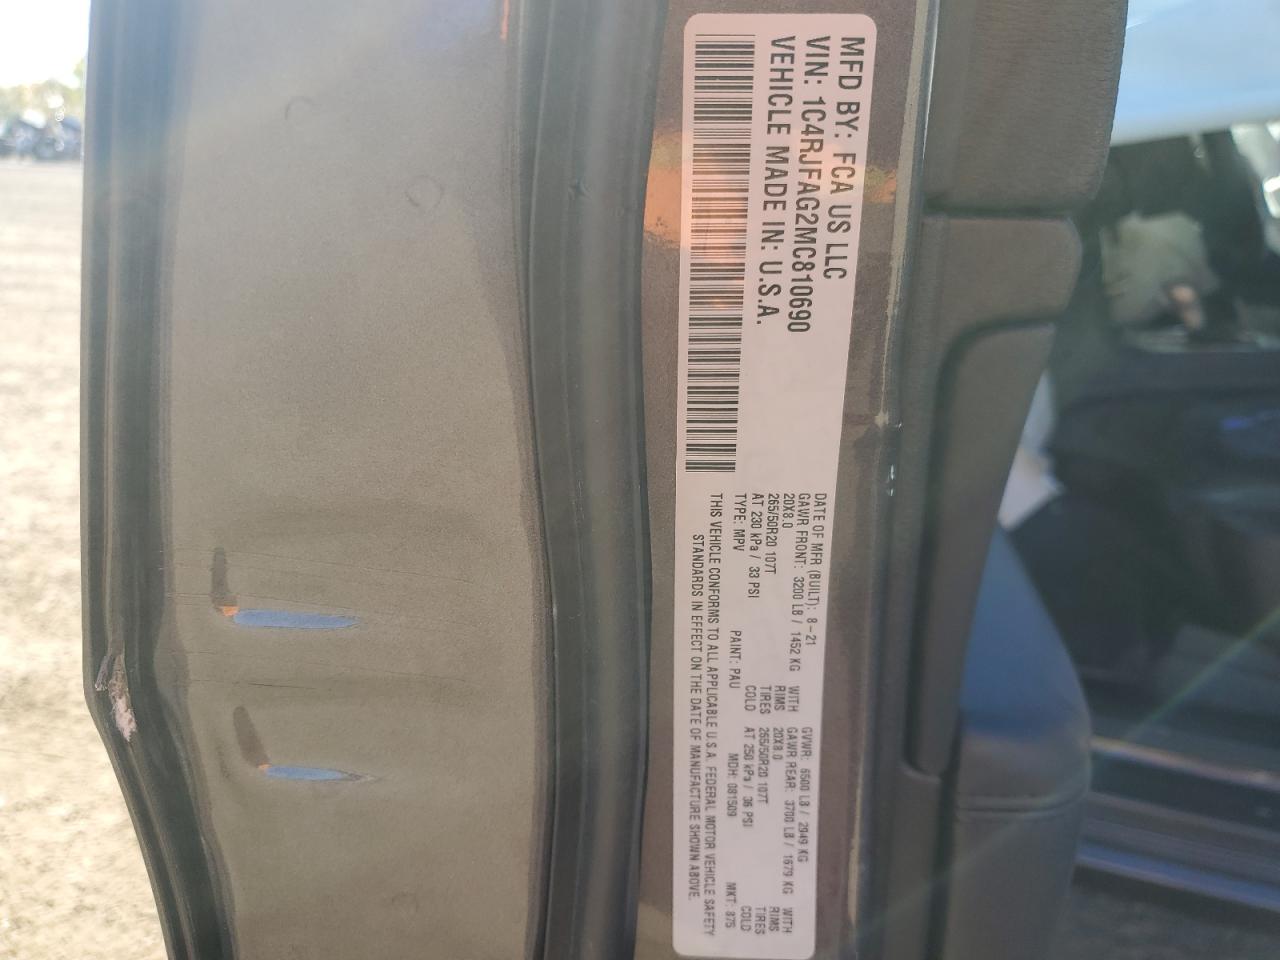 MFD BY: FCA US LLC
VIN: 1C4RJFAG2MC810690
VEHICLE MADE IN: U.S.A.
DATE OF MFR (BUILT): 8-21 GVWR: 6500 LB / 2949 KG
GAWR FRONT: 3200 LB / 1452 KG WITH GAWR REAR: 3700 LB / 1679 KG WITH
20X8.0 RIMS 20X8.0 RIMS
265/50R20 107T TIRES 265/50R20 107T TIRES
AT 230 kPa / 33 PSI COLD AT 250 kPa / 36 PSI COLD
TYPE: MPV PAINT: PAU MDH: 081509 MKT: 875
THIS VEHICLE CONFORMS TO ALL APPLICABLE U.S.A. FEDERAL MOTOR VEHICLE SAFETY
STANDARDS IN EFFECT ON THE DATE OF MANUFACTURE SHOWN ABOVE.